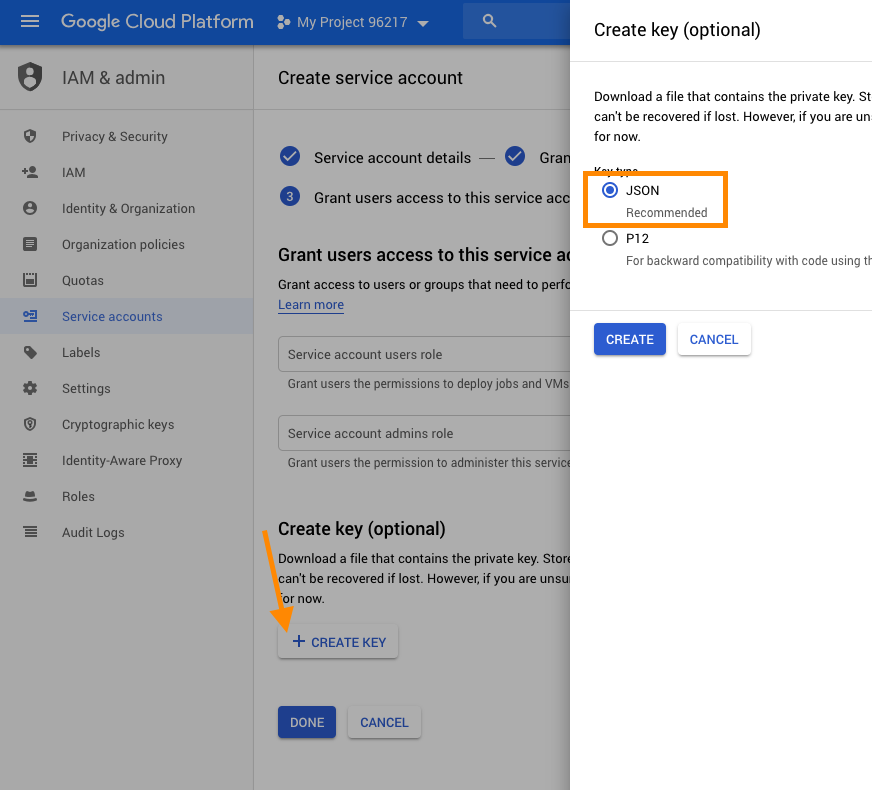 Google Cloud Platform
My Project 96217
IAM & admin
Privacy & Security
IAM
Identity & Organization
Organization policies
Quotas
Service accounts
Labels
Settings
Cryptographic keys
Identity-Aware Proxy
Roles
Audit Logs
Create service account
Service account details — Gran
3 Grant users access to this service acc
Grant users access to this service ac
Grant access to users or groups that need to perfo
Learn more
Service account users role
Grant users the permissions to deploy jobs and VMs
Service account admins role
Grant users the permission to administer this service
Create key (optional)
Download a file that contains the private key. Store
can't be recovered if lost. However, if you are unsu
for now.
+ CREATE KEY
DONE
CANCEL
Create key (optional)
Download a file that contains the private key. St
can't be recovered if lost. However, if you are uns
for now.
Key type
JSON
Recommended
P12
For backward compatibility with code using th
CREATE
CANCEL